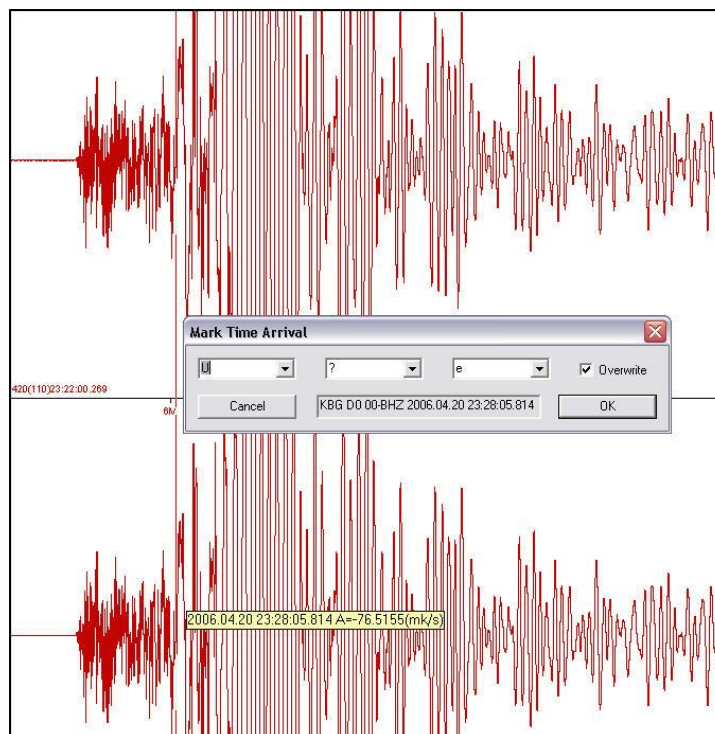 Mark Time Arrival
U ? e Overwrite
420(110)23:22:00.269
Cancel KBG D0 00-BHZ 2006.04.20 23:28:05.814 OK
6M
2006.04.20 23:28:05.814 A=-76.5155(mk/s)